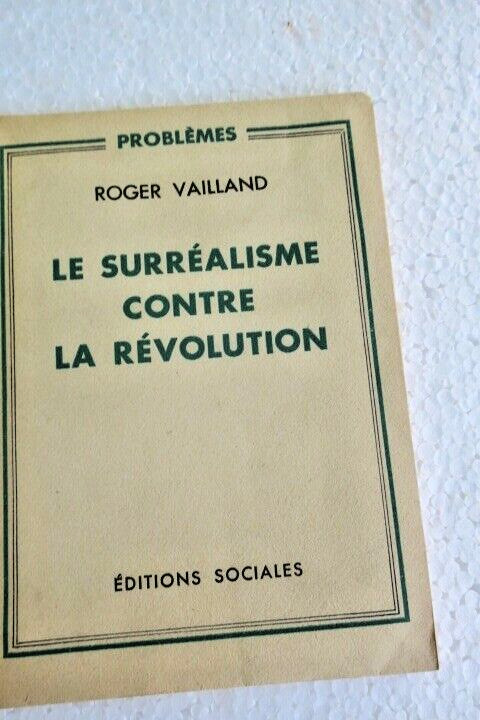 PROBLÈMES
ROGER VAILLAND
LE SURRÉALISME
CONTRE
LA RÉVOLUTION
ÉDITIONS SOCIALES